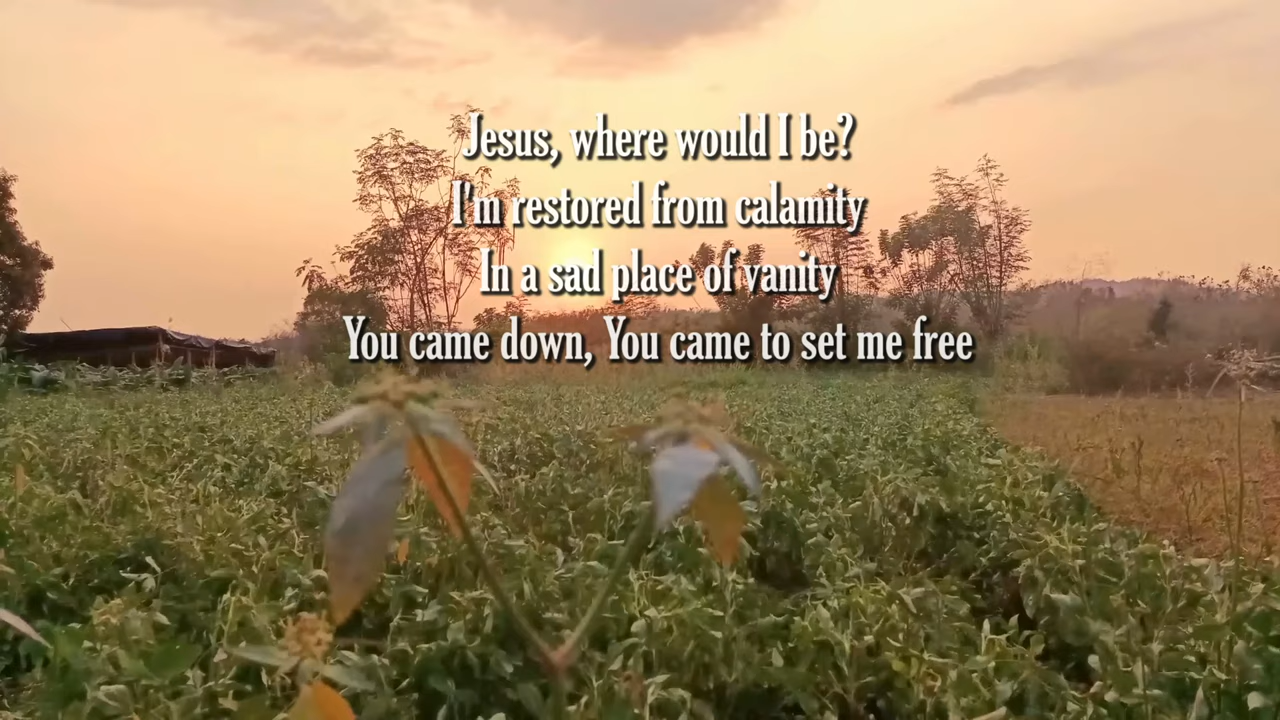 Jesus, where would I be?
I'm restored from calamity
In a sad place of vanity
You came down, You came to set me free